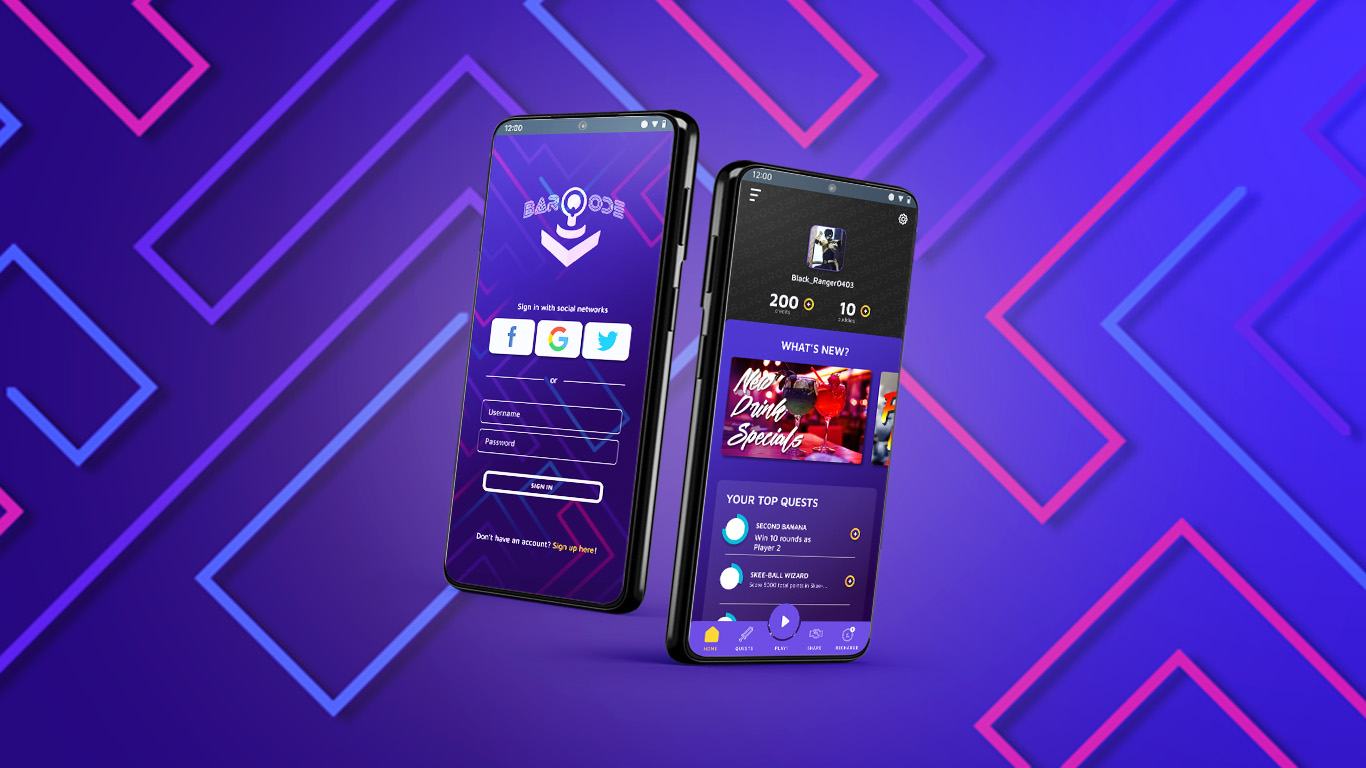 12:00
BARQODE
Sign in with social networks
f
G
or
Username
Password
SIGN IN
Don't have an account? Sign up here!
12:00
Black_Ranger0403
200
10
credits
buddies
WHAT'S NEW?
New
Drink
Specials
YOUR TOP QUESTS
SECOND BANANA
Win 10 rounds as
Player 2
SKEE-BALL WIZARD
Score 5000 total points in Skee-...
HOME
QUESTS
PLAY!
SHARE
RECHARGE